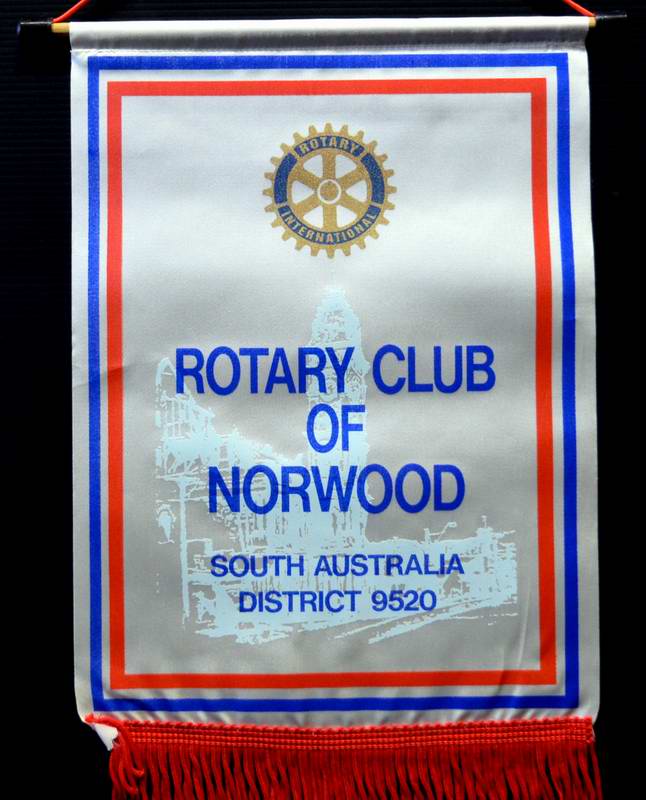 ROTARY
INTERNATIONAL
ROTARY CLUB
OF
NORWOOD
SOUTH AUSTRALIA
DISTRICT 9520